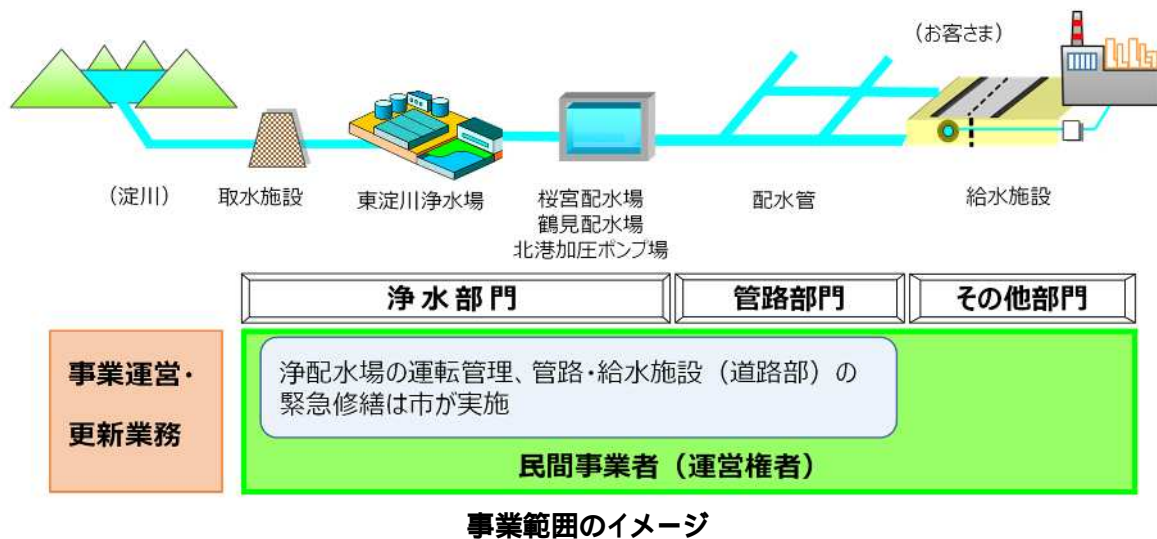 （お客さま）
（淀川）
取水施設
東淀川浄水場
桜宮配水場
鶴見配水場
北港加圧ポンプ場
配水管
給水施設
浄水部門
管路部門
その他部門
事業運営・
更新業務
浄配水場の運転管理、管路・給水施設（道路部）の
緊急修繕は市が実施
民間事業者（運営権者）
事業範囲のイメージ